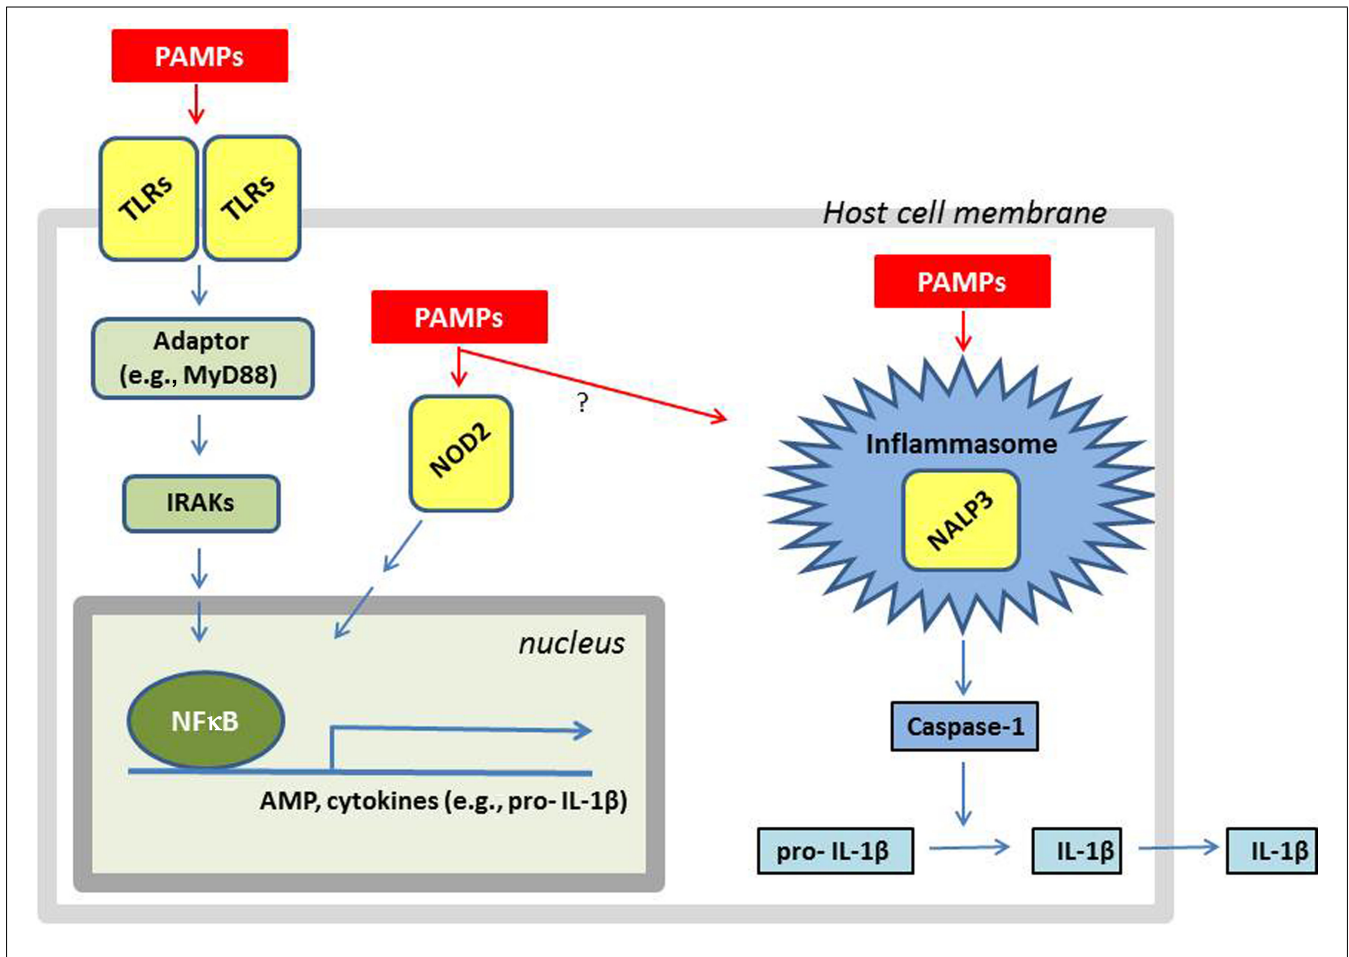 PAMPs
TLRs
TLRs
Host cell membrane
PAMPs
PAMPs
Adaptor
(e.g., MyD88)
?
NOD2
Inflammasome
NALP3
IRAKs
nucleus
NFκB
AMP, cytokines (e.g., pro- IL-1β)
Caspase-1
pro- IL-1β
IL-1β
IL-1β